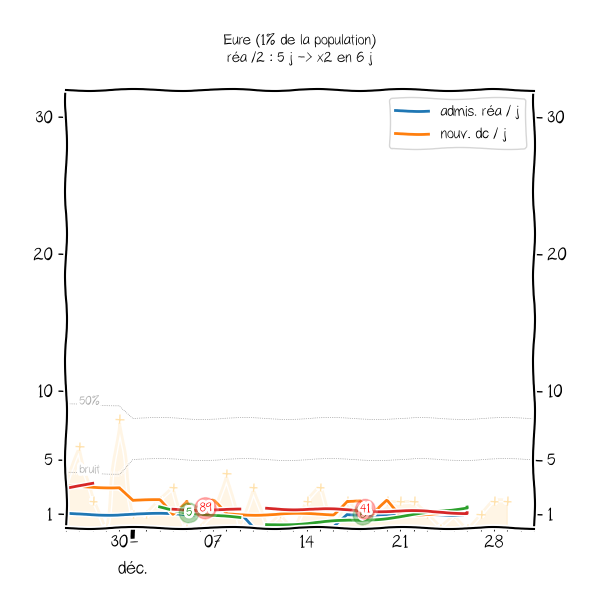 Eure (1% de la population)
réa /2 : 5 j -> x2 en 6 j
admis. réa / j
nouv. dc / j
30 30
20 20
10 10
50%
5 5
bruit
5 89 41
1 1
30 07 14 21 28
déc.